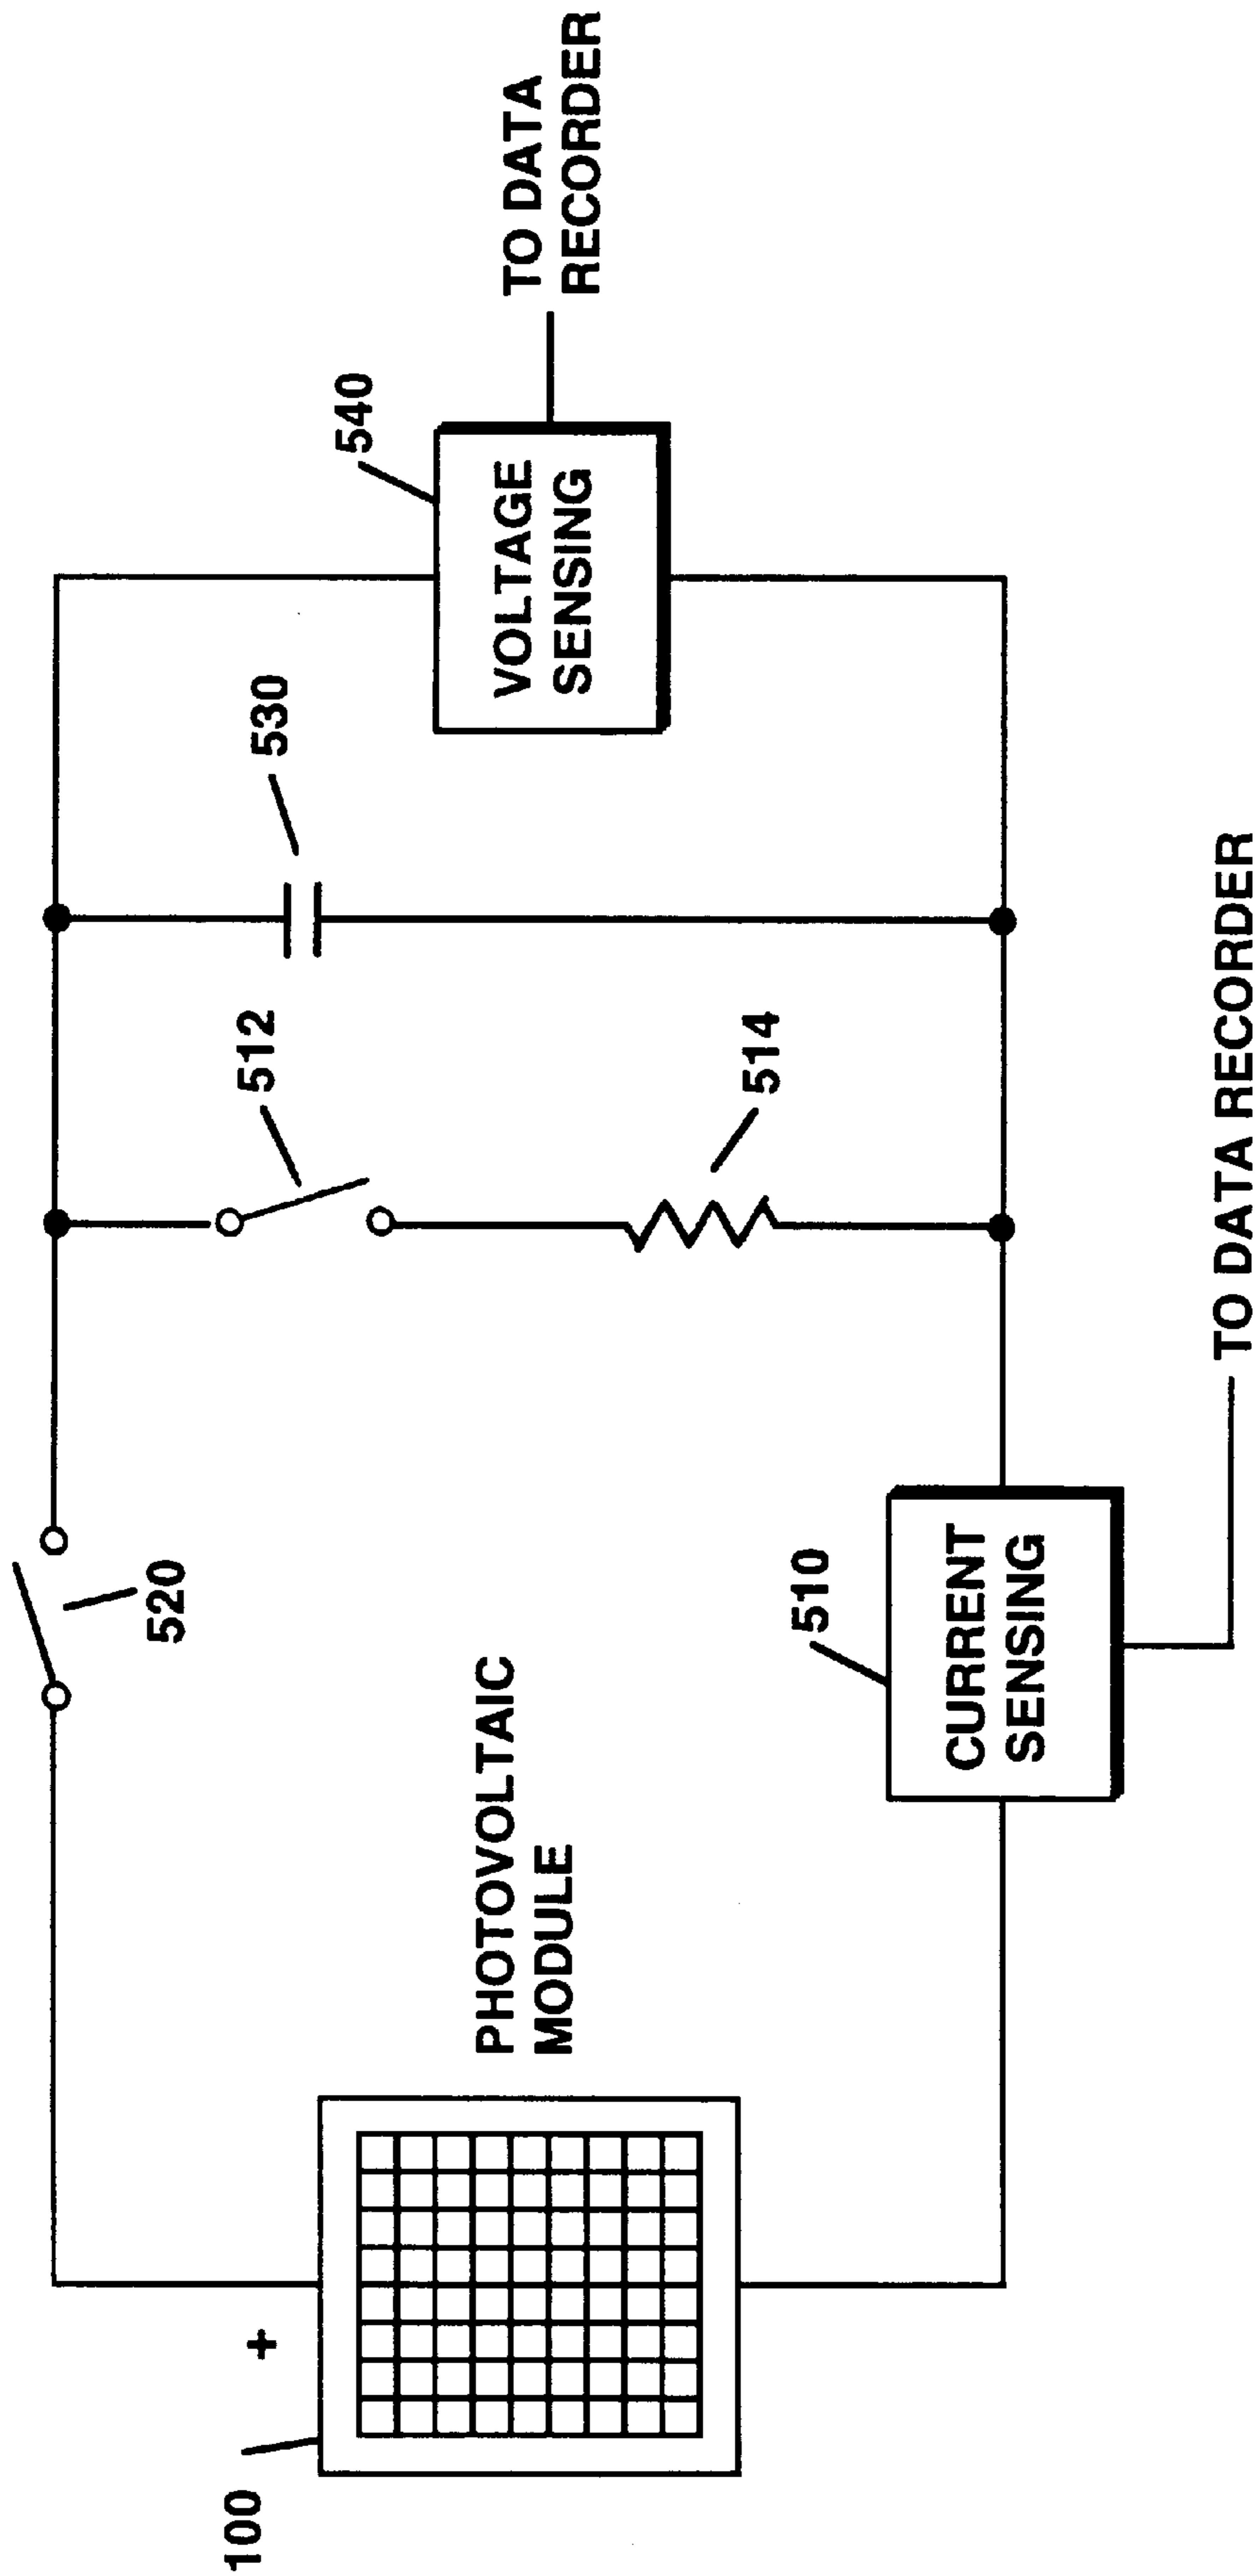 100
+
PHOTOVOLTAIC
MODULE
520
510
CURRENT
SENSING
TO DATA RECORDER
512
514
530
540
VOLTAGE
SENSING
TO DATA
RECORDER